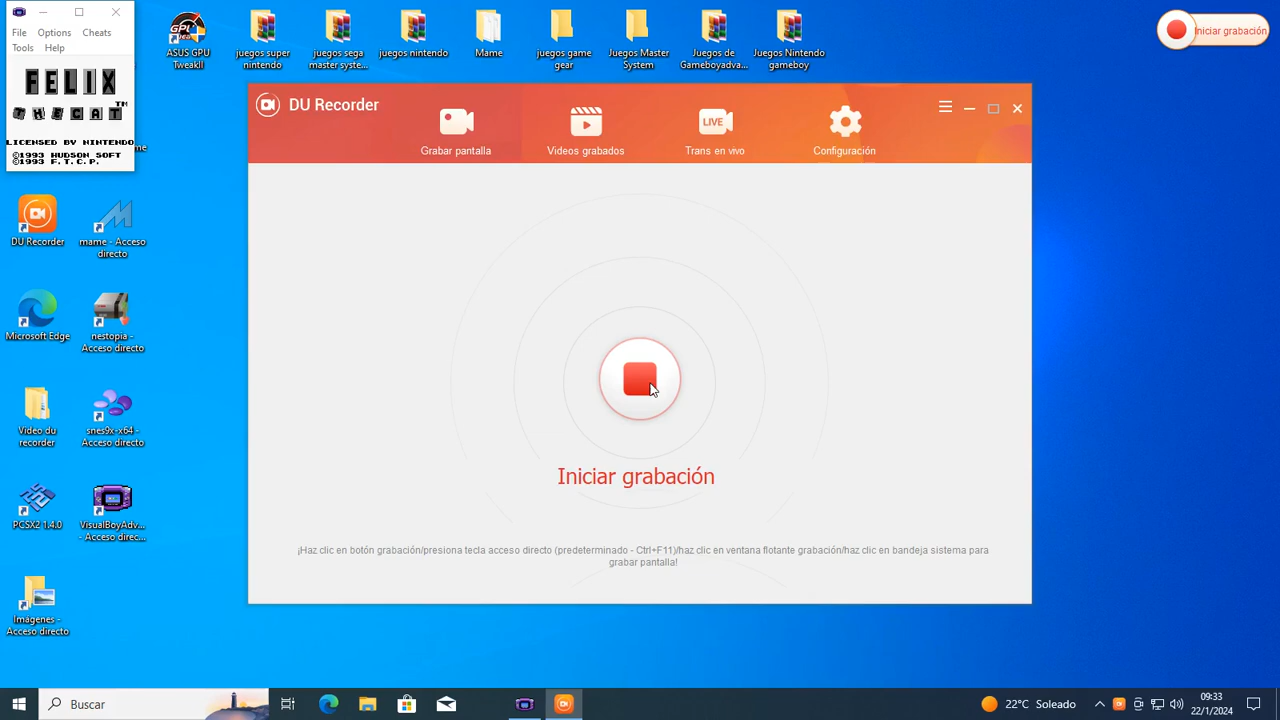 File
Options
Cheats
Tools
Help
FELIX
THE CAT™
LICENSED BY NINTENDO
©1993 HUDSON SOFT
©1993 F.T.C.P.
ASUS GPU
TweakII
juegos super
nintendo
juegos sega
master syste...
juegos nintendo
Mame
juegos game
gear
Juegos Master
System
Juegos de
Gameboyadva...
Juegos Nintendo
gameboy
Iniciar grabación
DU Recorder
Grabar pantalla
Videos grabados
LIVE
Trans en vivo
Configuración
DU Recorder
mame - Acceso
directo
Microsoft Edge
nestopia -
Acceso directo
Video du
recorder
snes9x-x64 -
Acceso directo
PCSX2 1.4.0
VisualBoyAdv...
- Acceso direc...
Imágenes -
Acceso directo
Iniciar grabación
¡Haz clic en botón grabación/presiona tecla acceso directo (predeterminado - Ctrl+F11)/haz clic en ventana flotante grabación/haz clic en bandeja sistema para
grabar pantalla!
Buscar
22°C Soleado
09:33
22/1/2024